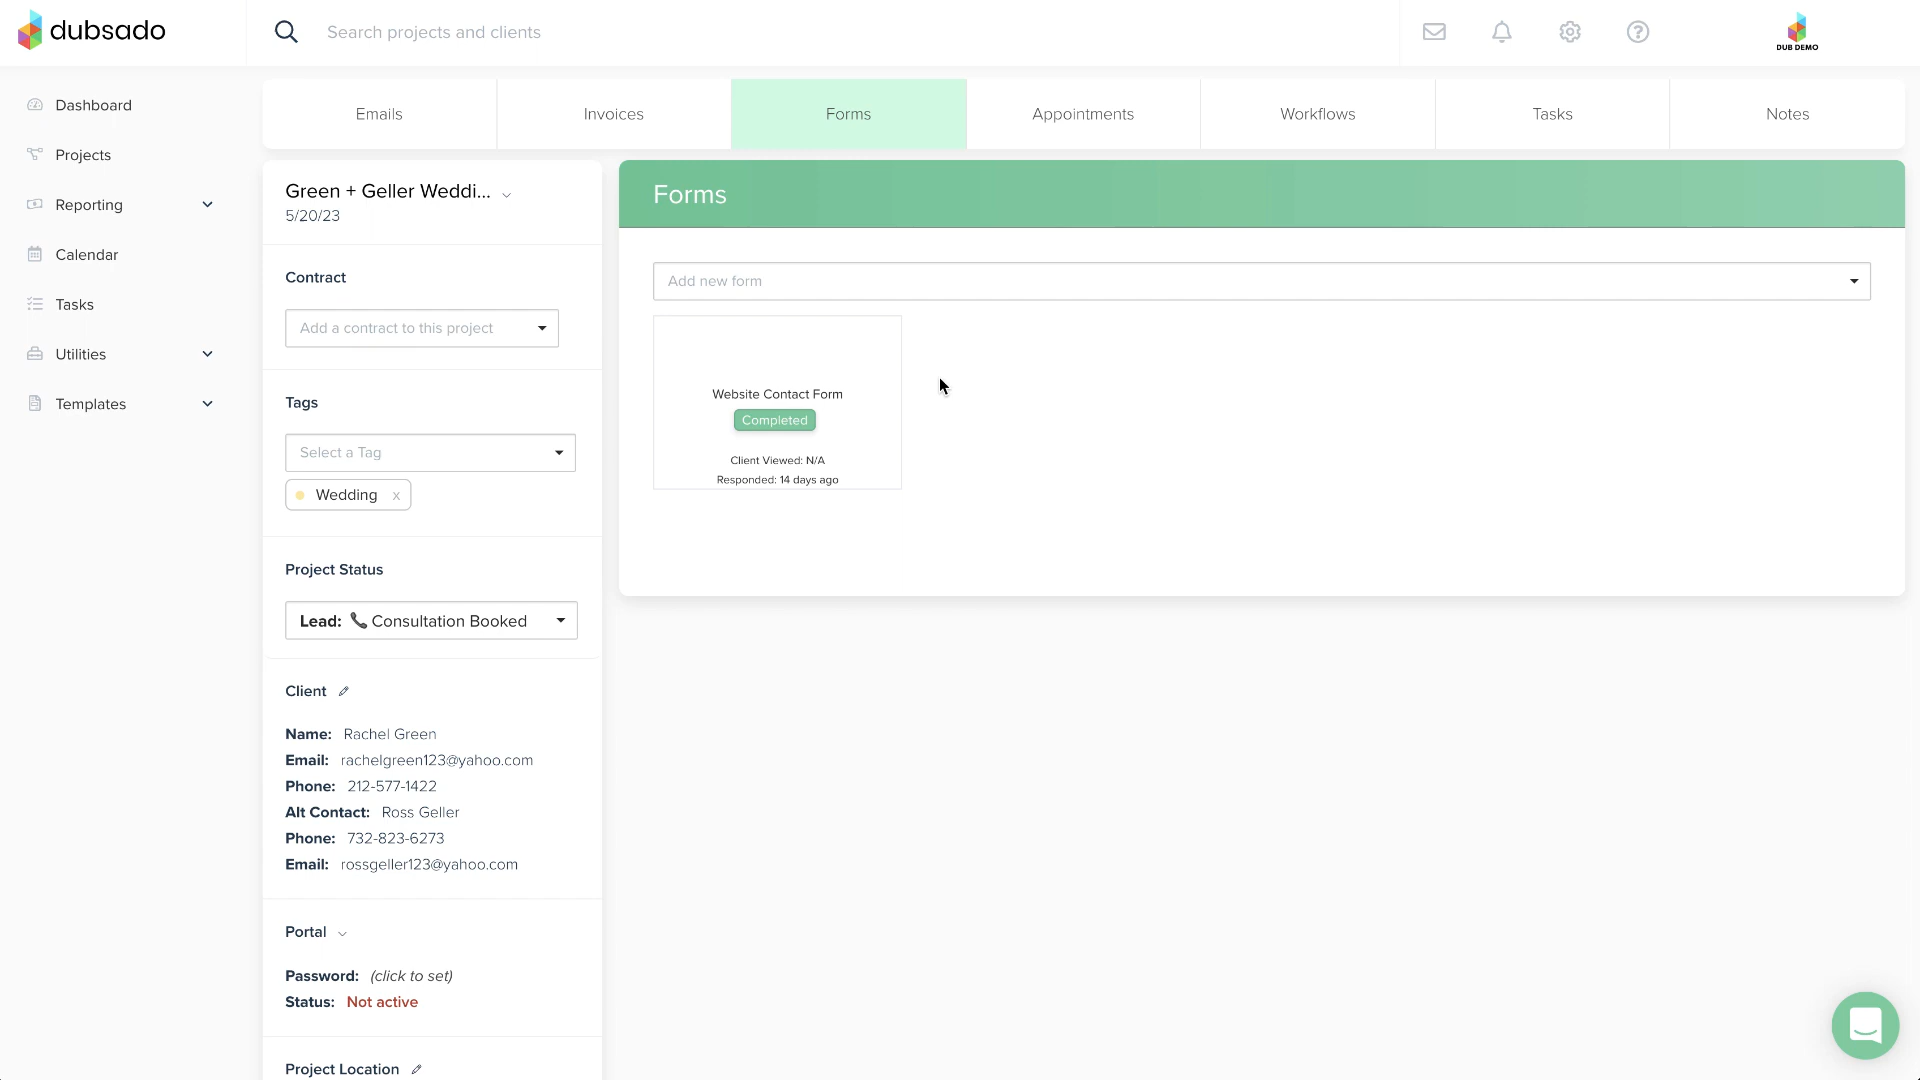 dubsado
Search projects and clients
DUB DEMO
Dashboard
Projects
Reporting
Calendar
Tasks
Utilities
Templates
Emails
Invoices
Forms
Appointments
Workflows
Tasks
Notes
Green + Geller Weddi...
5/20/23
Contract
Add a contract to this project
Tags
Select a Tag
Wedding x
Project Status
Lead: 📞 Consultation Booked
Client
Name: Rachel Green
Email: rachelgreen123@yahoo.com
Phone: 212-577-1422
Alt Contact: Ross Geller
Phone: 732-823-6273
Email: rossgeller123@yahoo.com
Portal
Password: (click to set)
Status: Not active
Project Location
Forms
Add new form
Website Contact Form
Completed
Client Viewed: N/A
Responded: 14 days ago